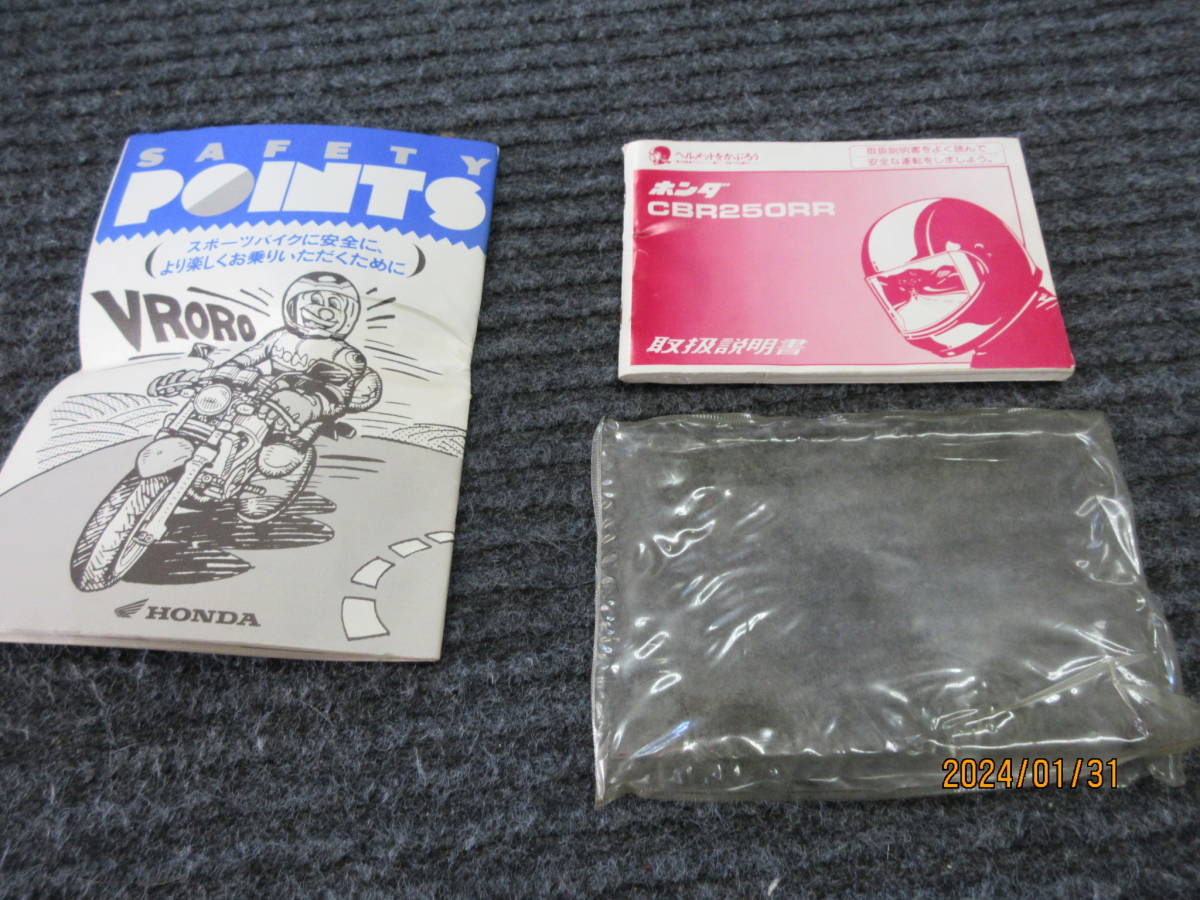 SAFETY
POINTS
スポーツバイクに安全に、
より楽しくお乗りいただくために
VRORO
HONDA
ヘルメットをかぶろう
取扱説明書をよく読んで
安全な運転をしましょう。
ホンダ
CBR250RR
取扱説明書
2024/01/31